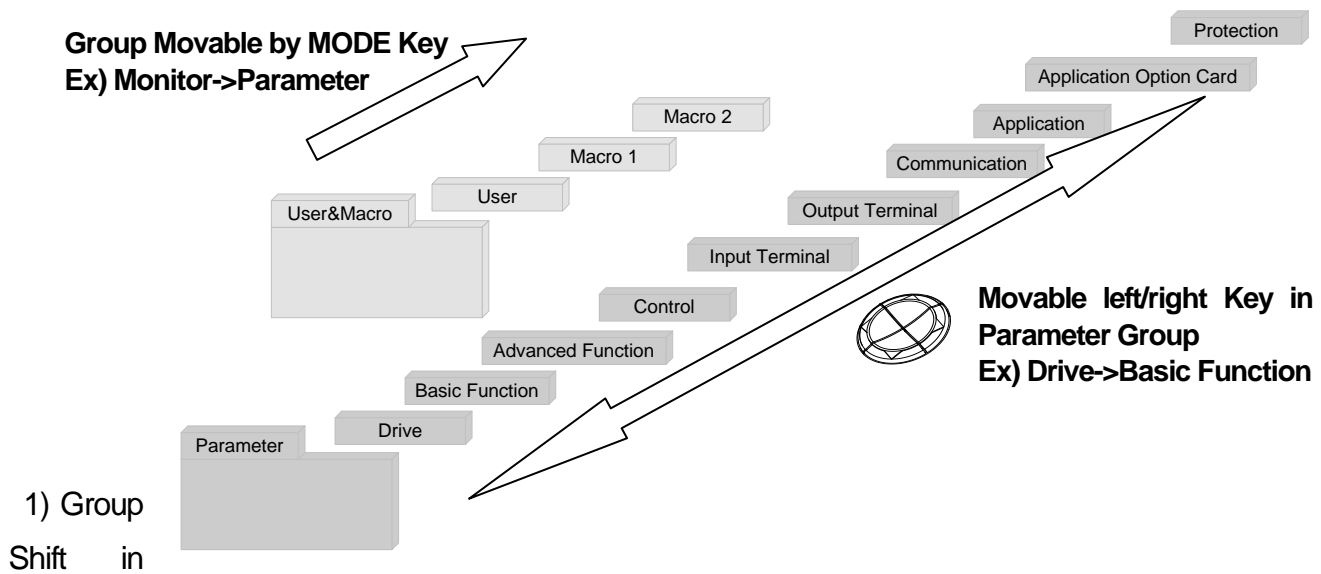 Protection
Group Movable by MODE Key
Ex) Monitor->Parameter
Application Option Card
Macro 2
Application
Macro 1
Communication
User
User&Macro
Output Terminal
Input Terminal
Movable left/right Key in
Parameter Group
Ex) Drive->Basic Function
Control
Advanced Function
Basic Function
Drive
Parameter
1) Group
Shift in